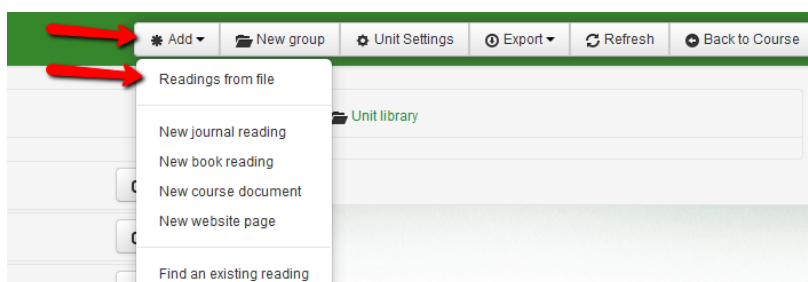 Add New group Unit Settings Export Refresh Back to Course
Readings from file
Unit library
New journal reading
New book reading
New course document
New website page
Find an existing reading